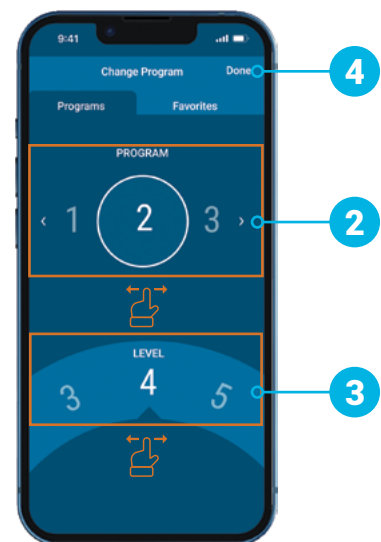 9:41
Change Program Done 4
Programs Favorites
PROGRAM
‹ 1 2 3 › 2
LEVEL
3 4 5 3